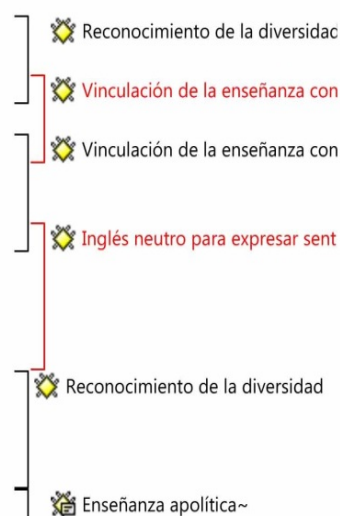 Reconocimiento de la diversidad
Vinculación de la enseñanza con
Vinculación de la enseñanza con
Inglés neutro para expresar sent
Reconocimiento de la diversidad
Enseñanza apolítica~